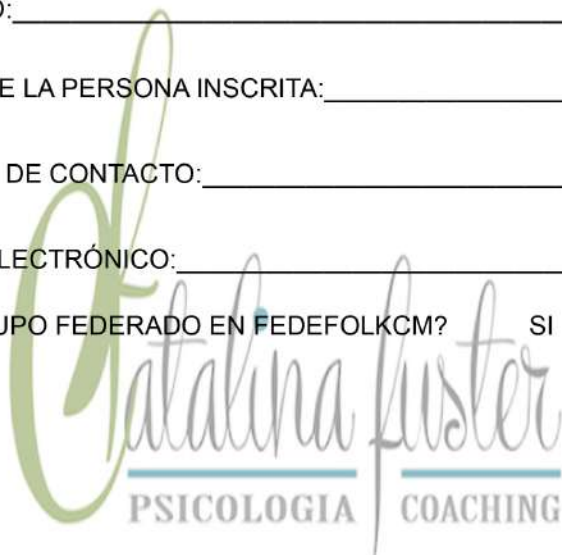 O:
E LA PERSONA INSCRITA:
DE CONTACTO:
LECTRÓNICO:
UPO FEDERADO EN FEDEFOLKCM? SI
Catalina fuster
PSICOLOGIA COACHING